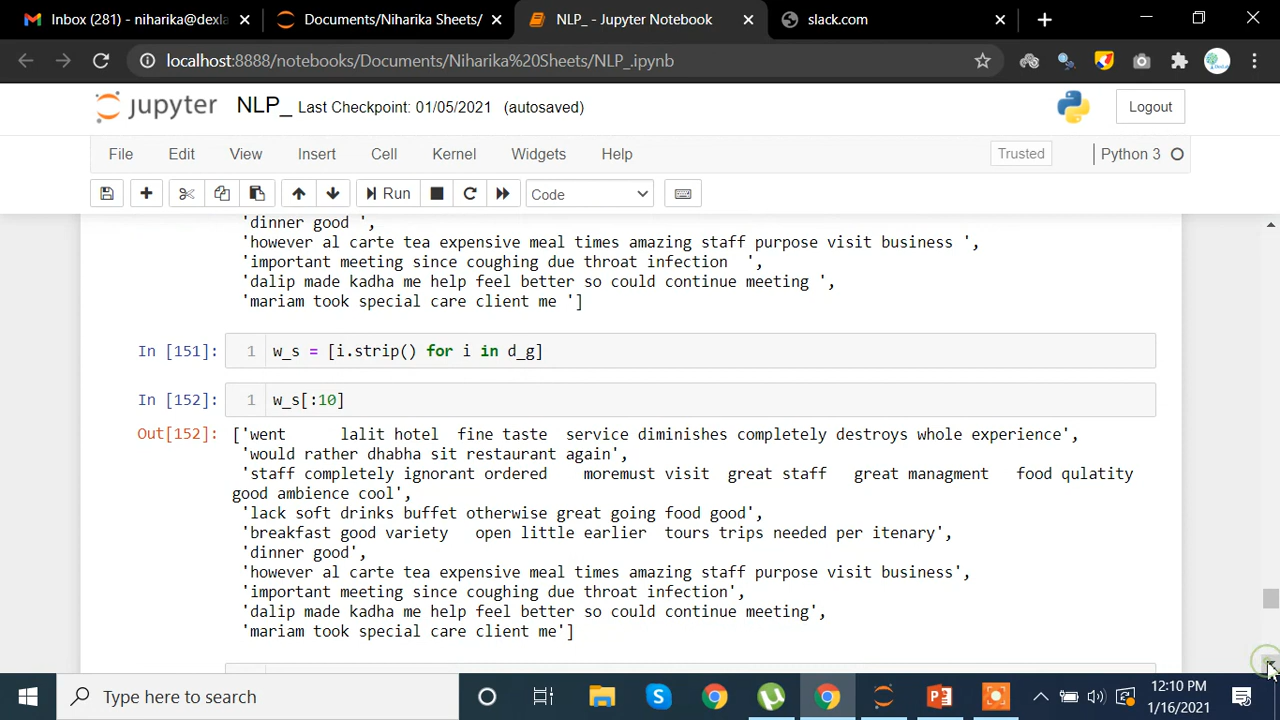 Inbox (281) - niharika@dexla
Documents/Niharika Sheets/
NLP_ - Jupyter Notebook
slack.com
localhost:8888/notebooks/Documents/Niharika%20Sheets/NLP_.ipynb
jupyter NLP_ Last Checkpoint: 01/05/2021 (autosaved)
Logout
File Edit View Insert Cell Kernel Widgets Help
Trusted
Python 3
Run
Code
'dinner good ',
'however al carte tea expensive meal times amazing staff purpose visit business ',
'important meeting since coughing due throat infection  ',
'dalip made kadha me help feel better so could continue meeting ',
'mariam took special care client me ']
In [151]: 1 w_s = [i.strip() for i in d_g]
In [152]: 1 w_s[:10]
Out[152]: ['went      lalit hotel  fine taste  service diminishes completely destroys whole experience',
'would rather dhabha sit restaurant again',
'staff completely ignorant ordered    moremust visit  great staff   great managment   food qulatity
good ambience cool',
'lack soft drinks buffet otherwise great going food good',
'breakfast good variety   open little earlier  tours trips needed per itenary',
'dinner good',
'however al carte tea expensive meal times amazing staff purpose visit business',
'important meeting since coughing due throat infection',
'dalip made kadha me help feel better so could continue meeting',
'mariam took special care client me']
Type here to search
12:10 PM
1/16/2021